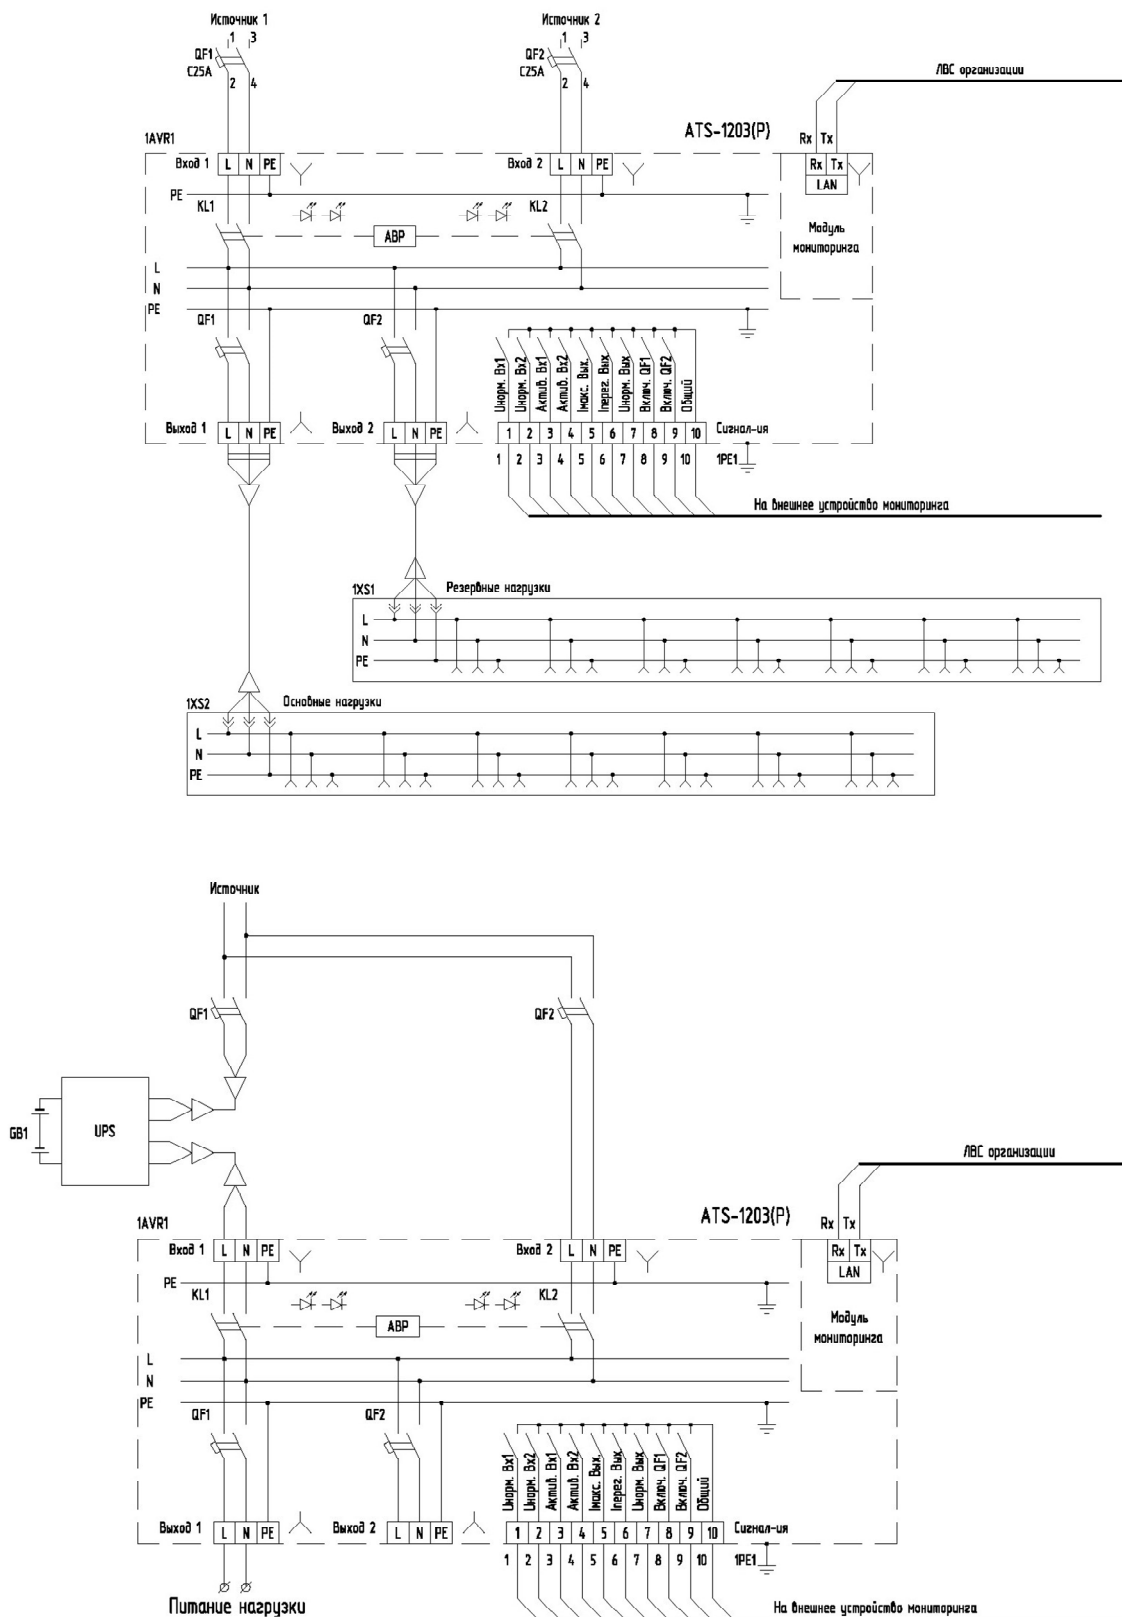 Источник 1
Источник 2
1 3
1 3
QF1
C25A
QF2
C25A
2 4
2 4
ЛВС организации
1AVR1
ATS-1203(P)
Rx Tx
Вход 1 L N PE
Вход 2 L N PE
Rx Tx
LAN
PE
KL1
KL2
АВР
Модуль
мониторинга
L
N
PE
QF1
QF2
Uнорм. Вх1
Uнорм. Вх2
Актив. Вх1
Актив. Вх2
Iмакс. Вых.
Iперег. Вых
Uнорм. Вых
Включ. QF1
Включ. QF2
Общий
Выход 1 L N PE
Выход 2 L N PE
1 2 3 4 5 6 7 8 9 10
Сигнал-ия
1 2 3 4 5 6 7 8 9 10
1PE1
На внешнее устройство мониторинга
1XS1
Резервные нагрузки
L
N
PE
1XS2
Основные нагрузки
L
N
PE
Источник
QF1
QF2
GB1
UPS
ЛВС организации
1AVR1
ATS-1203(P)
Rx Tx
Вход 1 L N PE
Вход 2 L N PE
Rx Tx
LAN
PE
KL1
KL2
АВР
Модуль
мониторинга
L
N
PE
QF1
QF2
Uнорм. Вх1
Uнорм. Вх2
Актив. Вх1
Актив. Вх2
Iмакс. Вых.
Iперег. Вых
Uнорм. Вых
Включ. QF1
Включ. QF2
Общий
Выход 1 L N PE
Выход 2 L N PE
1 2 3 4 5 6 7 8 9 10
Сигнал-ия
1 2 3 4 5 6 7 8 9 10
1PE1
Питание нагрузки
На внешнее устройство мониторинга